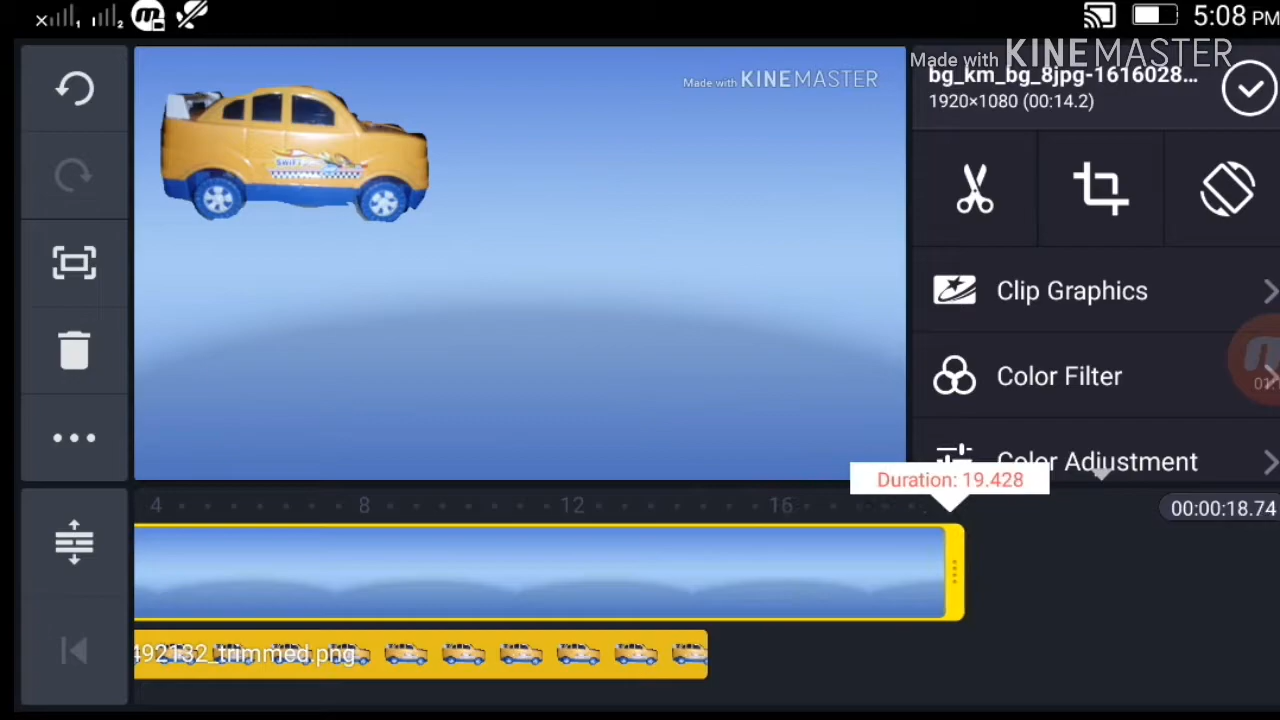 5:08 PM
Made with KINEMASTER
bg_km_bg_8jpg-1616028...
1920×1080 (00:14.2)
Made with KINEMASTER
SWIFT
Clip Graphics
Color Filter
Color Adjustment
Duration: 19.428
4 8 12 16
00:00:18.74
492132_trimmed.png